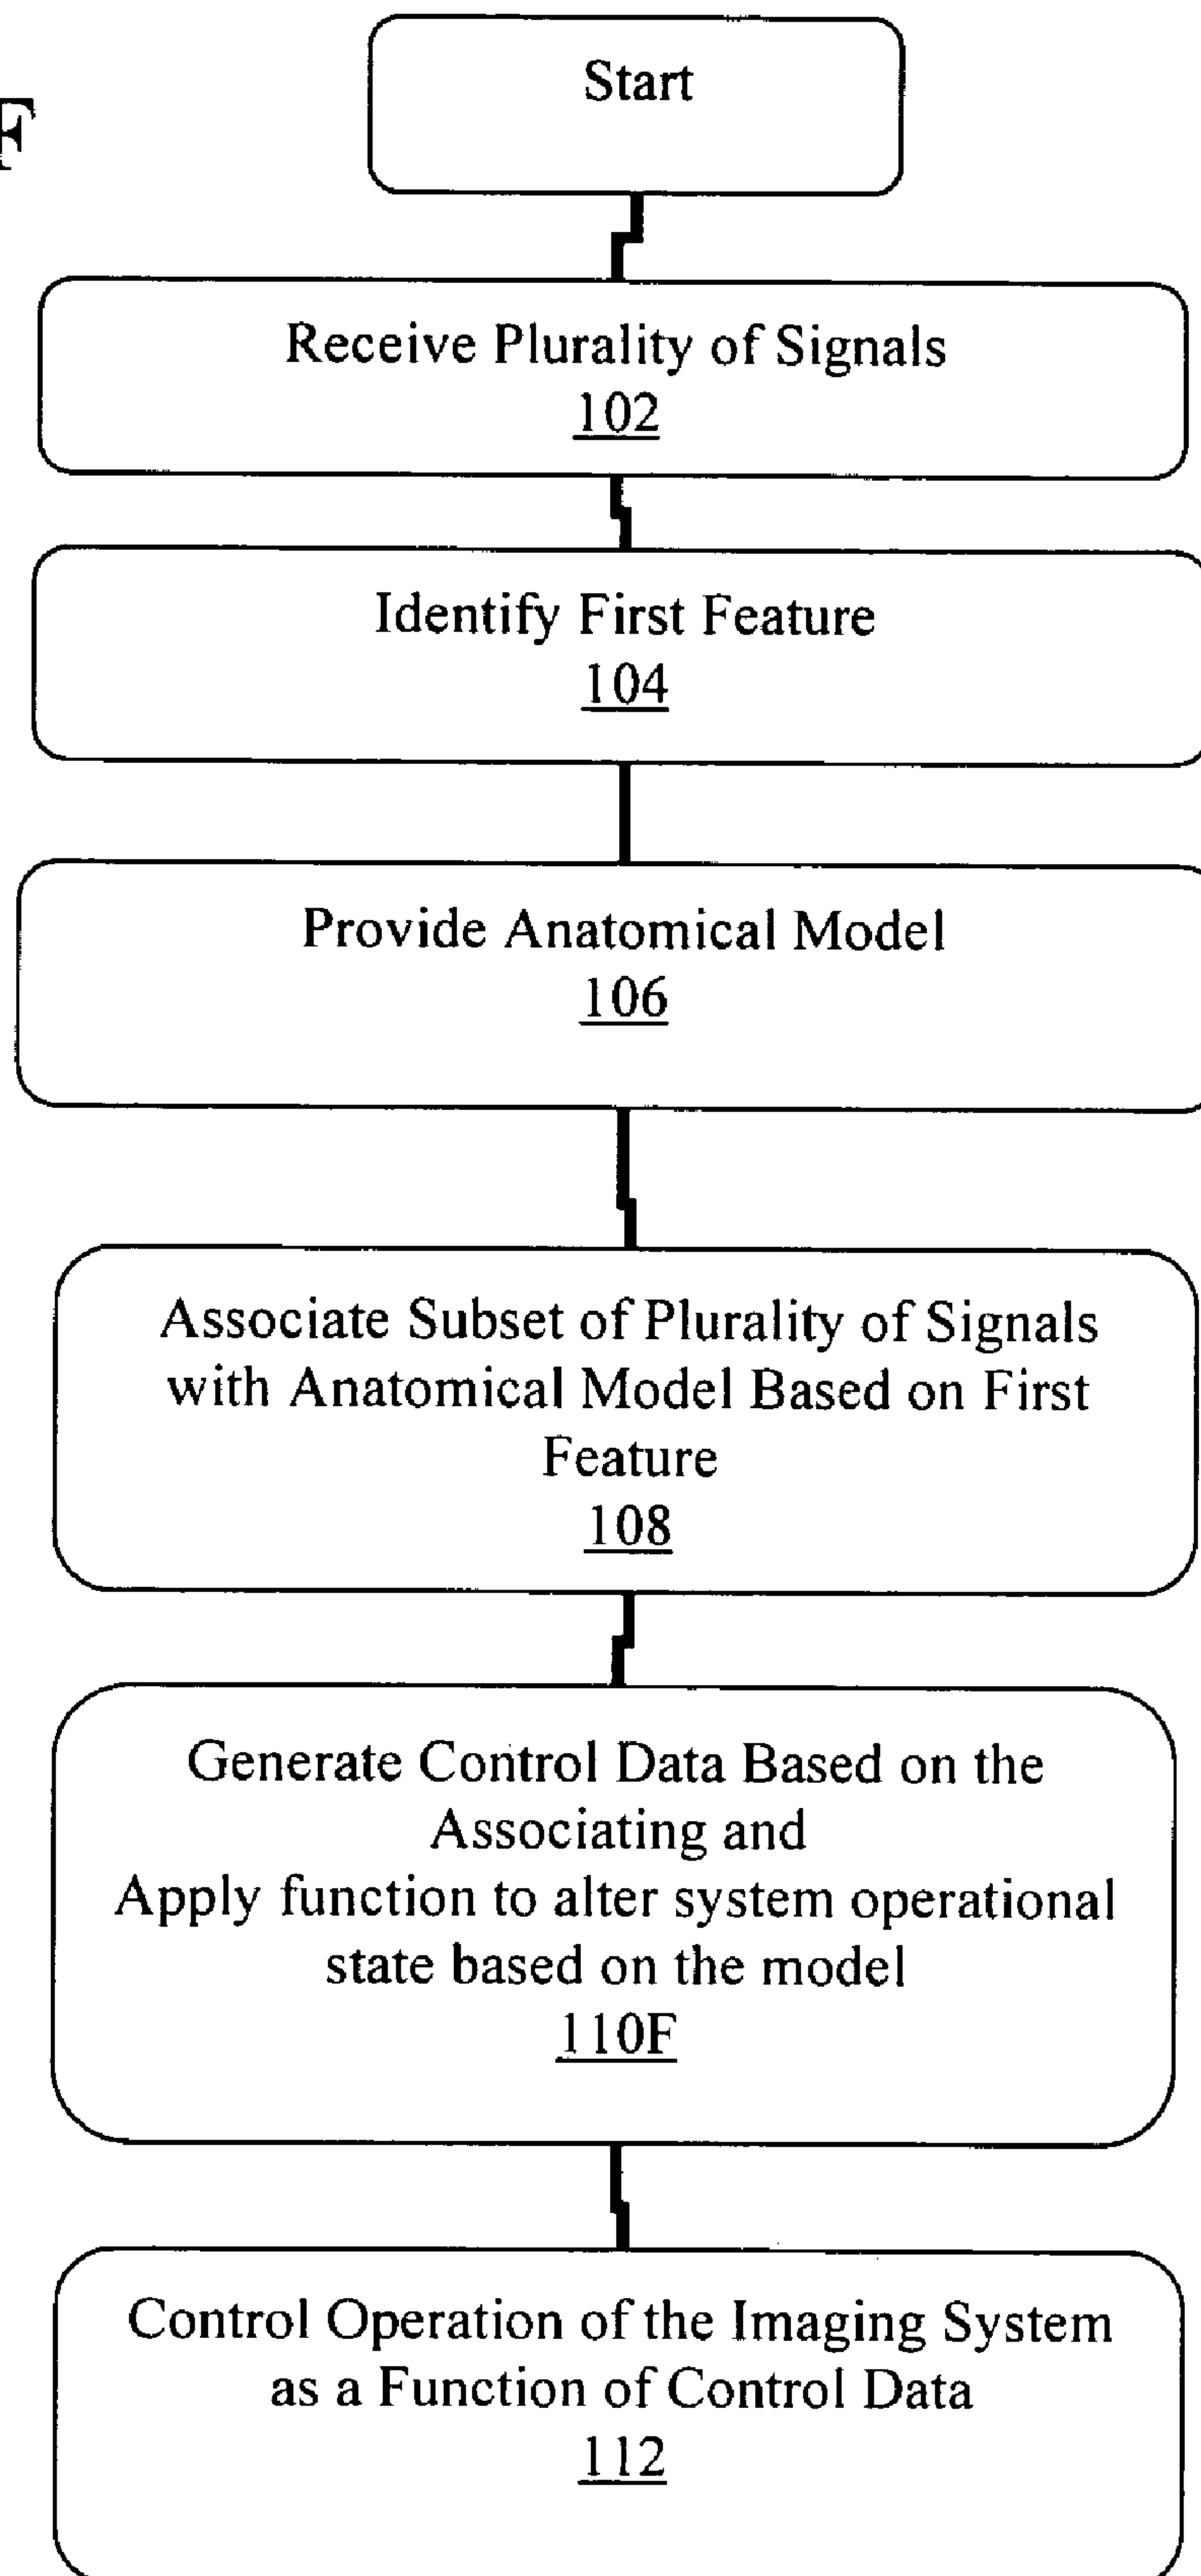 F
Start
Receive Plurality of Signals
102
Identify First Feature
104
Provide Anatomical Model
106
Associate Subset of Plurality of Signals
with Anatomical Model Based on First
Feature
108
Generate Control Data Based on the
Associating and
Apply function to alter system operational
state based on the model
110F
Control Operation of the Imaging System
as a Function of Control Data
112